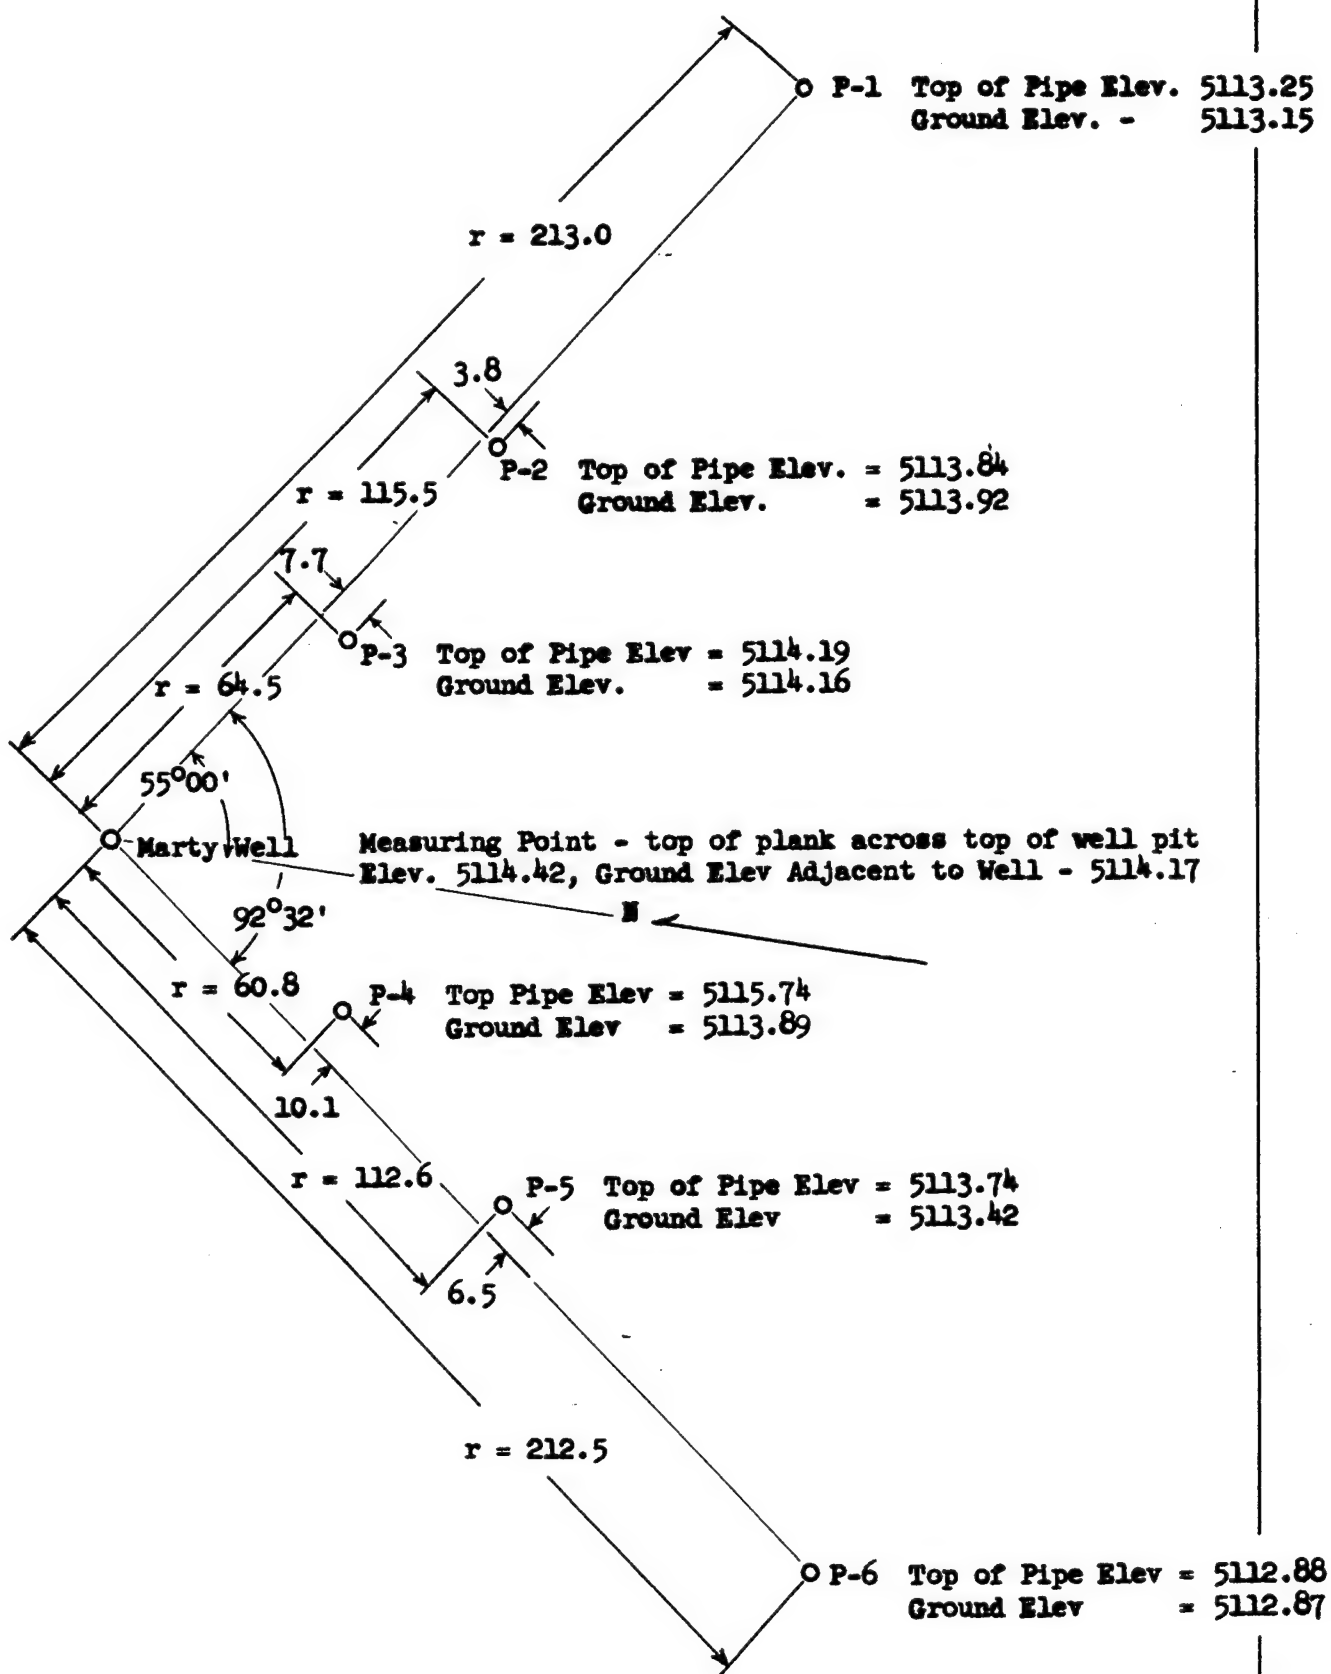 P-1 Top of Pipe Elev. 5113.25
Ground Elev. - 5113.15
r = 213.0
3.8
P-2 Top of Pipe Elev. = 5113.84
Ground Elev. = 5113.92
r = 115.5
7.7
P-3 Top of Pipe Elev = 5114.19
Ground Elev. = 5114.16
r = 64.5
55°00'
Marty Well
Measuring Point - top of plank across top of well pit
Elev. 5114.42, Ground Elev Adjacent to Well - 5114.17
N
92°32'
r = 60.8
P-4 Top Pipe Elev = 5115.74
Ground Elev = 5113.89
10.1
r = 112.6
P-5 Top of Pipe Elev = 5113.74
Ground Elev = 5113.42
6.5
r = 212.5
P-6 Top of Pipe Elev = 5112.88
Ground Elev = 5112.87